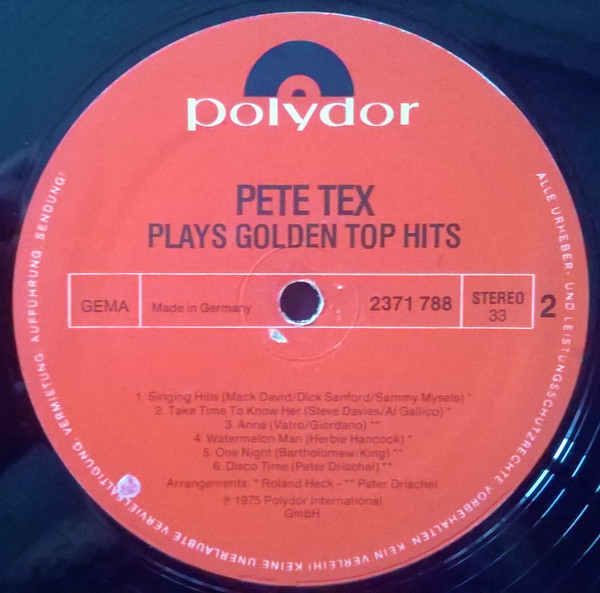 polydor
PETE TEX
PLAYS GOLDEN TOP HITS
GEMA
Made in Germany
2371 788
STEREO
33
2
1. Singing Hills (Mack David/Dick Sanford/Sammy Mysels) *
2. Take Time To Know Her (Steve Davies/Al Gallico) *
3. Anna (Vatro/Giordano) **
4. Watermelon Man (Herbie Hancock) *
5. One Night (Bartholomew/King) **
6. Disco Time (Peter Drischel) **
Arrangements: * Roland Heck - ** Peter Drischel
℗ 1975 Polydor International
GmbH
ALLE URHEBER- UND LEISTUNGSSCHUTZRECHTE VORBEHALTEN. KEIN VERLEIH! KEINE UNERLAUBTE VERVIELFÄLTIGUNG, VERMIETUNG, AUFFÜHRUNG, SENDUNG!